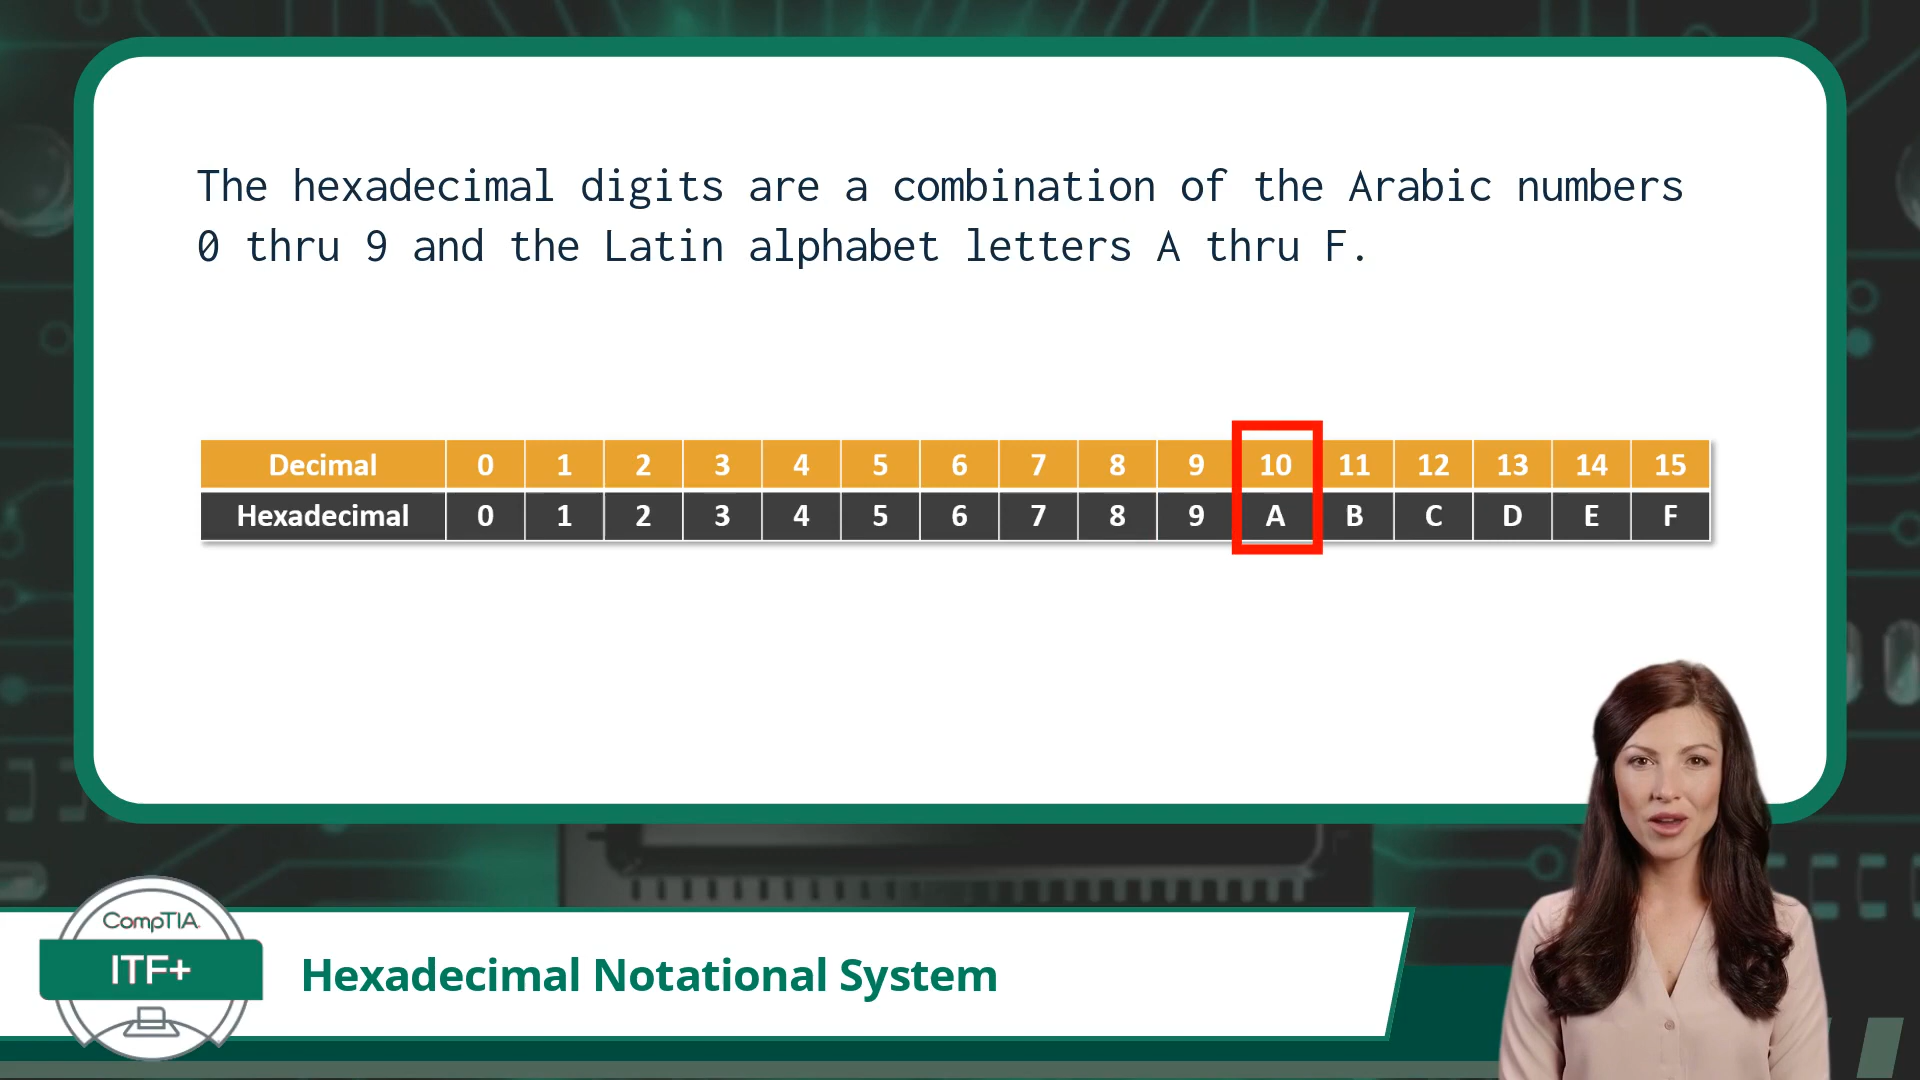 The hexadecimal digits are a combination of the Arabic numbers
0 thru 9 and the Latin alphabet letters A thru F.
Decimal 0 1 2 3 4 5 6 7 8 9 10 11 12 13 14 15
Hexadecimal 0 1 2 3 4 5 6 7 8 9 A B C D E F
CompTIA
ITF+
Hexadecimal Notational System